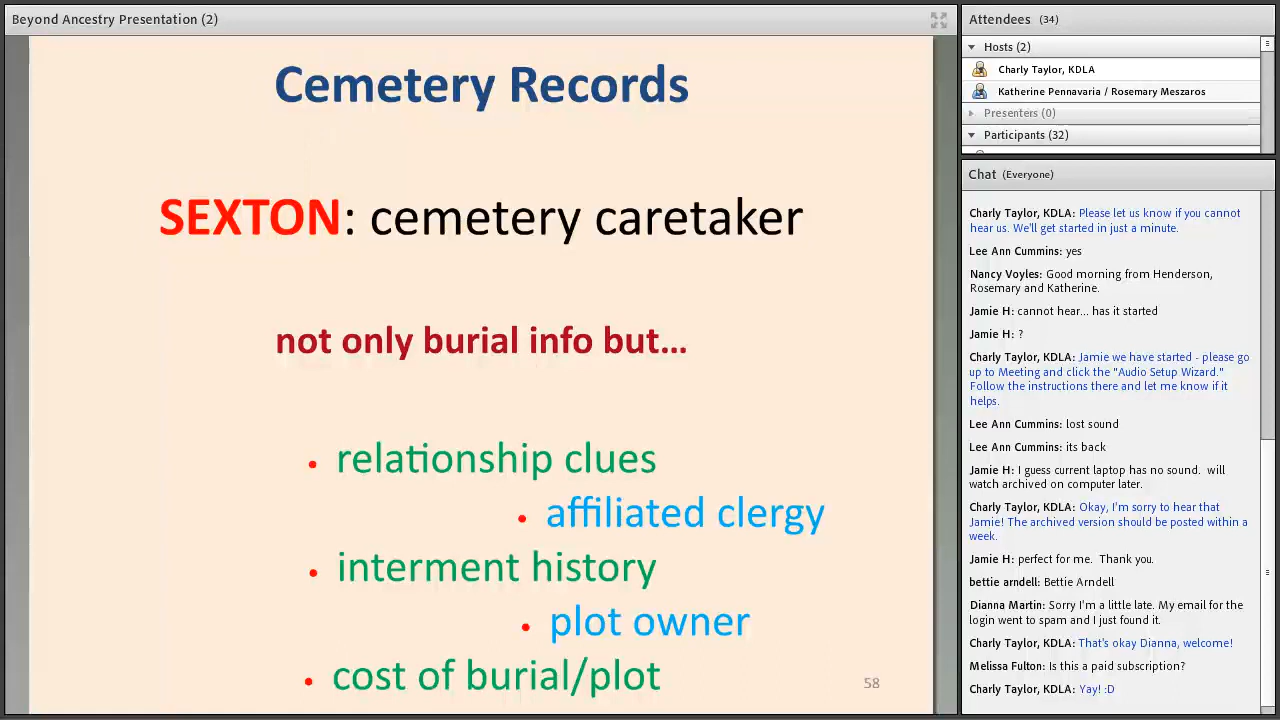 Beyond Ancestry Presentation (2)
Cemetery Records
SEXTON: cemetery caretaker
not only burial info but…
• relationship clues
• affiliated clergy
• interment history
• plot owner
• cost of burial/plot
58
Attendees (34)
Hosts (2)
Charly Taylor, KDLA
Katherine Pennavaria / Rosemary Meszaros
Presenters (0)
Participants (32)
Chat (Everyone)
Charly Taylor, KDLA: Please let us know if you cannot
hear us. We'll get started in just a minute.
Lee Ann Cummins: yes
Nancy Voyles: Good morning from Henderson,
Rosemary and Katherine.
Jamie H: cannot hear... has it started
Jamie H: ?
Charly Taylor, KDLA: Jamie we have started - please go
up to Meeting and click the "Audio Setup Wizard."
Follow the instructions there and let me know if it
helps.
Lee Ann Cummins: lost sound
Lee Ann Cummins: its back
Jamie H: I guess current laptop has no sound. will
watch archived on computer later.
Charly Taylor, KDLA: Okay, I'm sorry to hear that
Jamie! The archived version should be posted within a
week.
Jamie H: perfect for me. Thank you.
bettie arndell: Bettie Arndell
Dianna Martin: Sorry I'm a little late. My email for the
login went to spam and I just found it.
Charly Taylor, KDLA: That's okay Dianna, welcome!
Melissa Fulton: Is this a paid subscription?
Charly Taylor, KDLA: Yay! :D